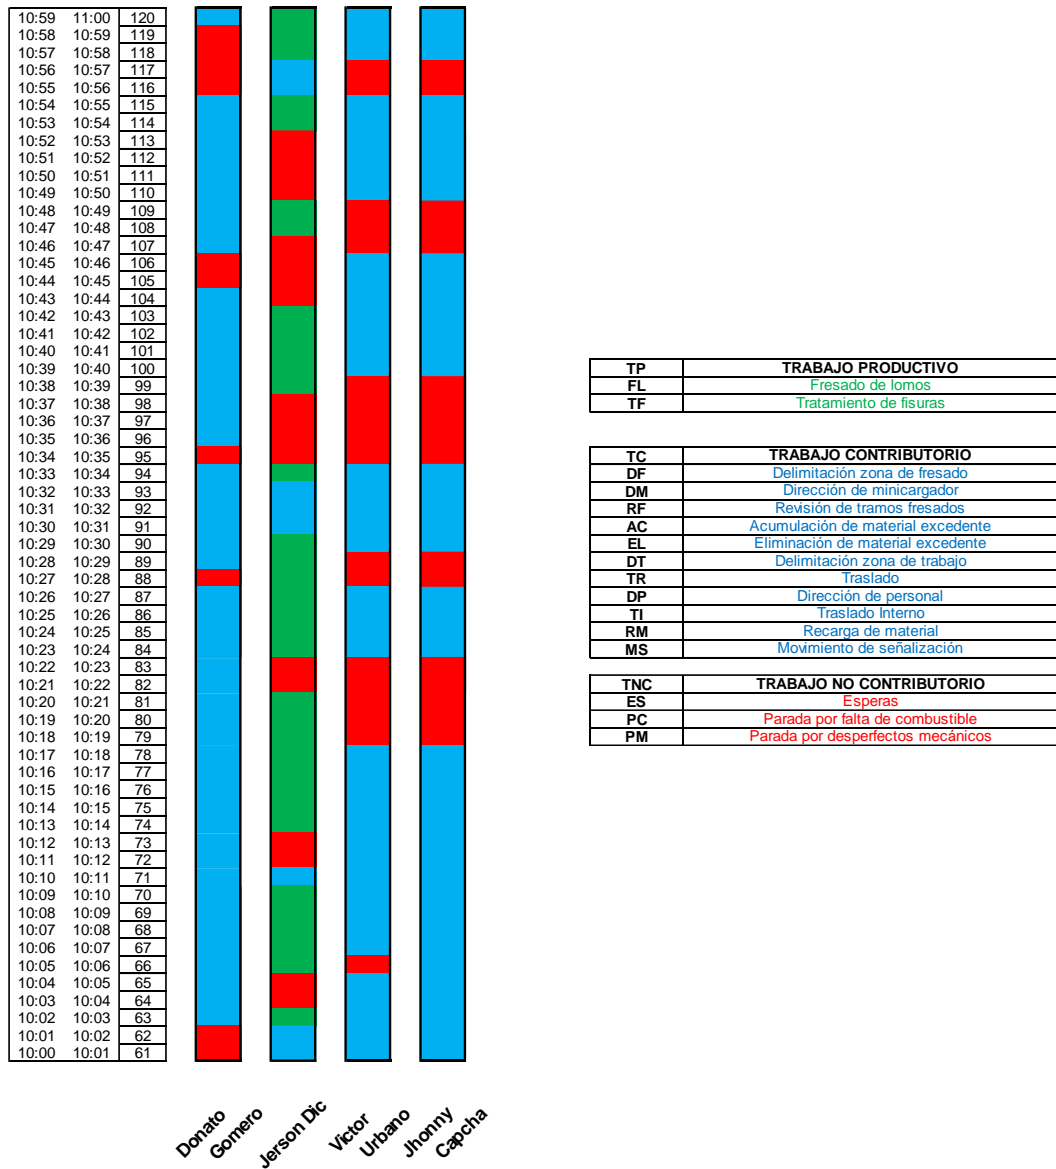 10:59 11:00 120
10:58 10:59 119
10:57 10:58 118
10:56 10:57 117
10:55 10:56 116
10:54 10:55 115
10:53 10:54 114
10:52 10:53 113
10:51 10:52 112
10:50 10:51 111
10:49 10:50 110
10:48 10:49 109
10:47 10:48 108
10:46 10:47 107
10:45 10:46 106
10:44 10:45 105
10:43 10:44 104
10:42 10:43 103
10:41 10:42 102
10:40 10:41 101
10:39 10:40 100
10:38 10:39 99
10:37 10:38 98
10:36 10:37 97
10:35 10:36 96
10:34 10:35 95
10:33 10:34 94
10:32 10:33 93
10:31 10:32 92
10:30 10:31 91
10:29 10:30 90
10:28 10:29 89
10:27 10:28 88
10:26 10:27 87
10:25 10:26 86
10:24 10:25 85
10:23 10:24 84
10:22 10:23 83
10:21 10:22 82
10:20 10:21 81
10:19 10:20 80
10:18 10:19 79
10:17 10:18 78
10:16 10:17 77
10:15 10:16 76
10:14 10:15 75
10:13 10:14 74
10:12 10:13 73
10:11 10:12 72
10:10 10:11 71
10:09 10:10 70
10:08 10:09 69
10:07 10:08 68
10:06 10:07 67
10:05 10:06 66
10:04 10:05 65
10:03 10:04 64
10:02 10:03 63
10:01 10:02 62
10:00 10:01 61
Donato
Gomero
Jerson Dic
Victor
Urbano
Jhonny
Capcha
TP TRABAJO PRODUCTIVO
FL Fresado de lomos
TF Tratamiento de fisuras
TC TRABAJO CONTRIBUTORIO
DF Delimitación zona de fresado
DM Dirección de minicargador
RF Revisión de tramos fresados
AC Acumulación de material excedente
EL Eliminación de material excedente
DT Delimitación zona de trabajo
TR Traslado
DP Dirección de personal
TI Traslado Interno
RM Recarga de material
MS Movimiento de señalización
TNC TRABAJO NO CONTRIBUTORIO
ES Esperas
PC Parada por falta de combustible
PM Parada por desperfectos mecánicos